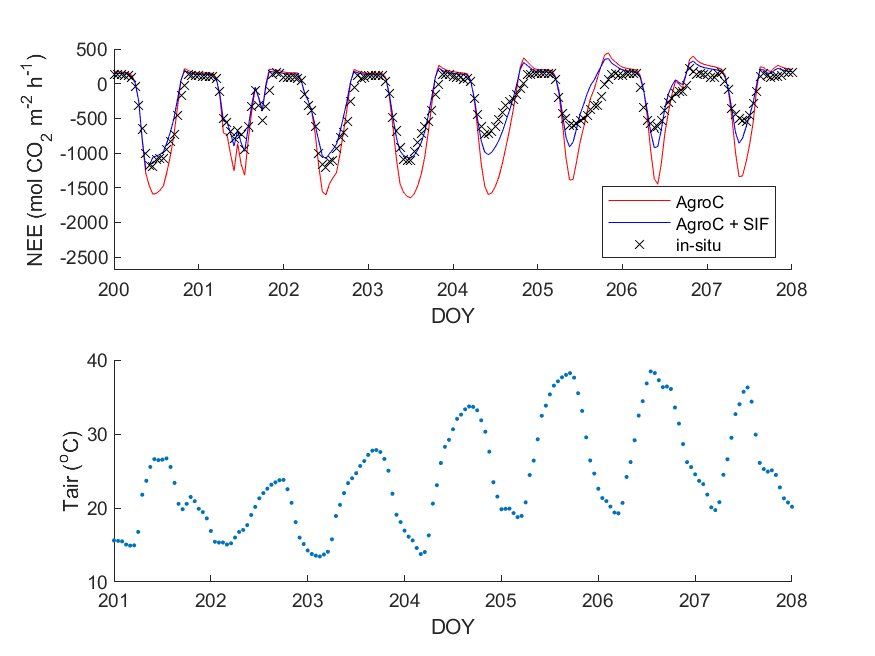 500
0
-500
-1000
-1500
-2000
-2500
NEE (mol CO2 m-2 h-1)
AgroC
AgroC + SIF
in-situ
200 201 202 203 204 205 206 207 208
DOY
40
30
20
10
Tair (oC)
201 202 203 204 205 206 207 208
DOY